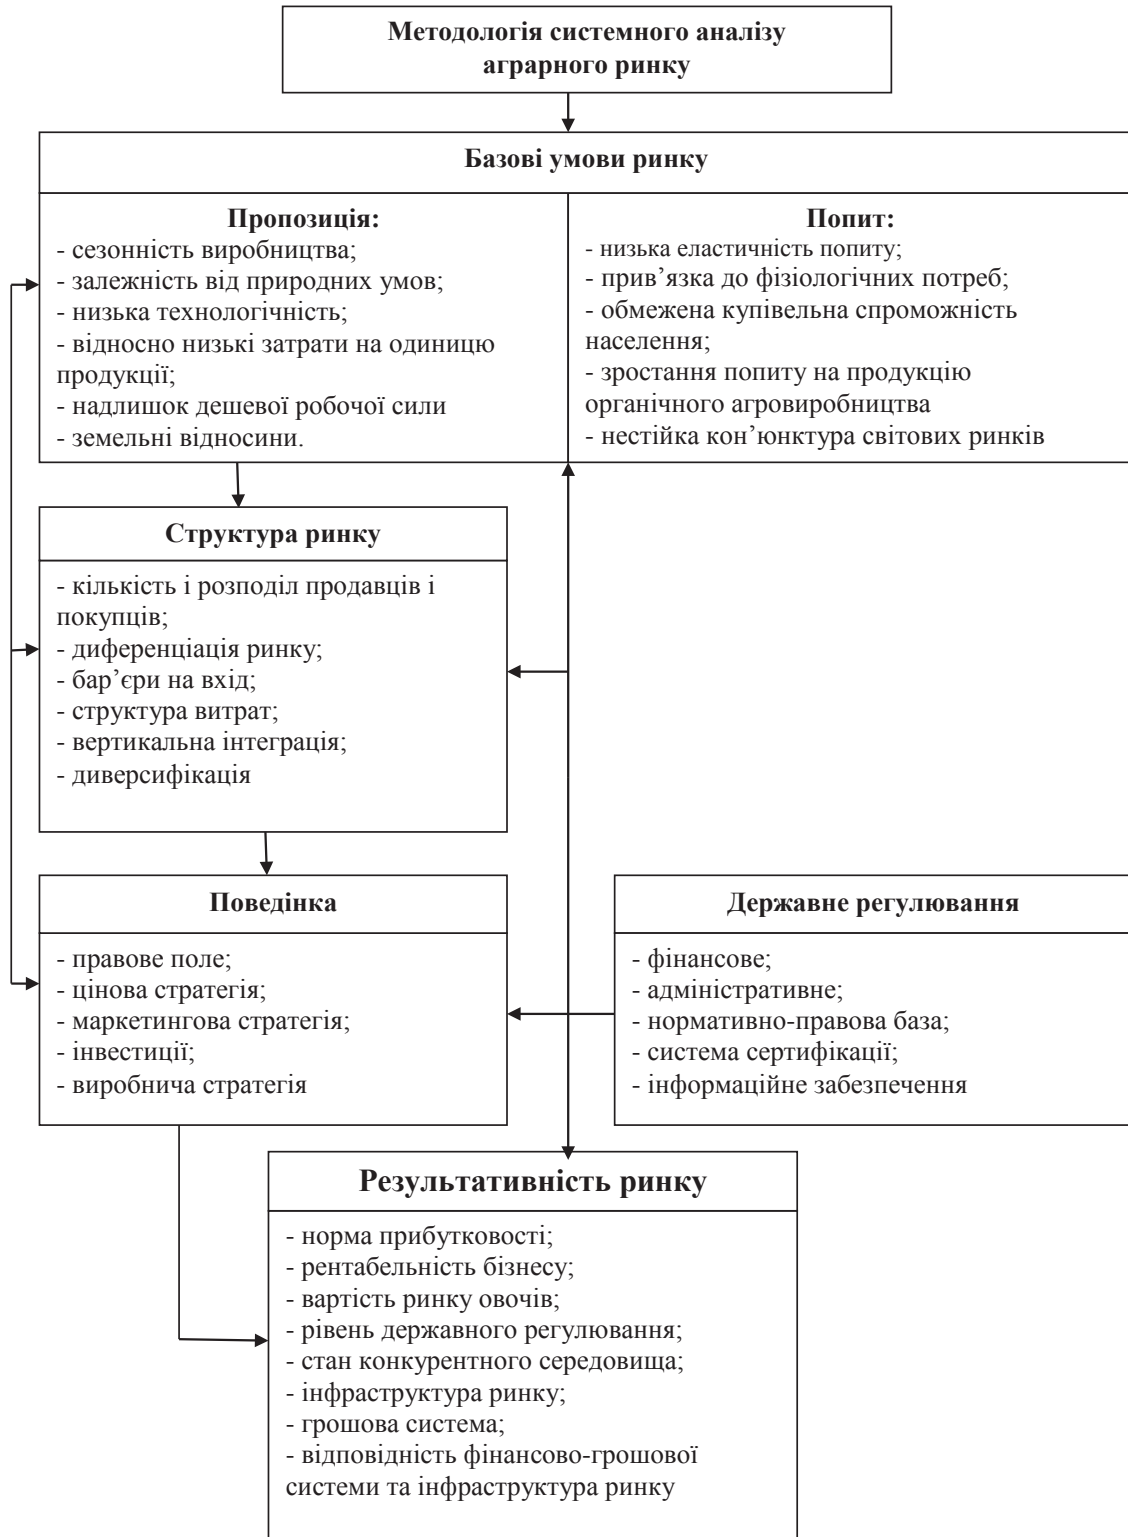 Методологія системного аналізу
аграрного ринку
Базові умови ринку
Пропозиція:
- сезонність виробництва;
- залежність від природних умов;
- низька технологічність;
- відносно низькі затрати на одиницю
продукції;
- надлишок дешевої робочої сили
- земельні відносини.
Попит:
- низька еластичність попиту;
- прив’язка до фізіологічних потреб;
- обмежена купівельна спроможність
населення;
- зростання попиту на продукцію
органічного агровиробництва
- нестійка кон’юнктура світових ринків
Структура ринку
- кількість і розподіл продавців і
покупців;
- диференціація ринку;
- бар’єри на вхід;
- структура витрат;
- вертикальна інтеграція;
- диверсифікація
Поведінка
- правове поле;
- цінова стратегія;
- маркетингова стратегія;
- інвестиції;
- виробнича стратегія
Державне регулювання
- фінансове;
- адміністративне;
- нормативно-правова база;
- система сертифікації;
- інформаційне забезпечення
Результативність ринку
- норма прибутковості;
- рентабельність бізнесу;
- вартість ринку овочів;
- рівень державного регулювання;
- стан конкурентного середовища;
- інфраструктура ринку;
- грошова система;
- відповідність фінансово-грошової
системи та інфраструктура ринку